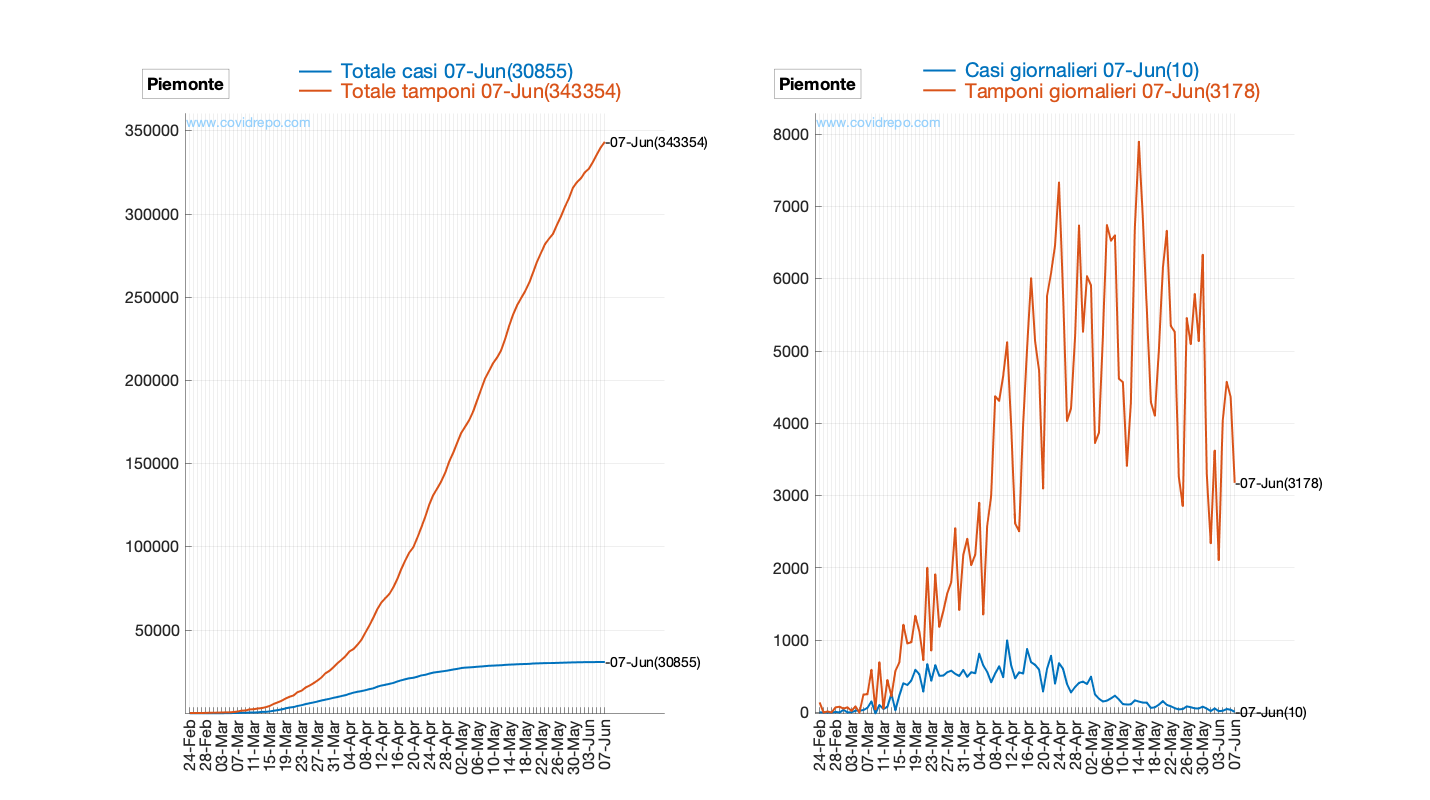 Piemonte
Totale casi 07-Jun(30855)
Totale tamponi 07-Jun(343354)
www.covidrepo.com
350000
300000
250000
200000
150000
100000
50000
-07-Jun(343354)
-07-Jun(30855)
24-Feb
28-Feb
03-Mar
07-Mar
11-Mar
15-Mar
19-Mar
23-Mar
27-Mar
31-Mar
04-Apr
08-Apr
12-Apr
16-Apr
20-Apr
24-Apr
28-Apr
02-May
06-May
10-May
14-May
18-May
22-May
26-May
30-May
03-Jun
07-Jun
Piemonte
Casi giornalieri 07-Jun(10)
Tamponi giornalieri 07-Jun(3178)
www.covidrepo.com
8000
7000
6000
5000
4000
3000
2000
1000
0
-07-Jun(3178)
-07-Jun(10)
24-Feb
28-Feb
03-Mar
07-Mar
11-Mar
15-Mar
19-Mar
23-Mar
27-Mar
31-Mar
04-Apr
08-Apr
12-Apr
16-Apr
20-Apr
24-Apr
28-Apr
02-May
06-May
10-May
14-May
18-May
22-May
26-May
30-May
03-Jun
07-Jun